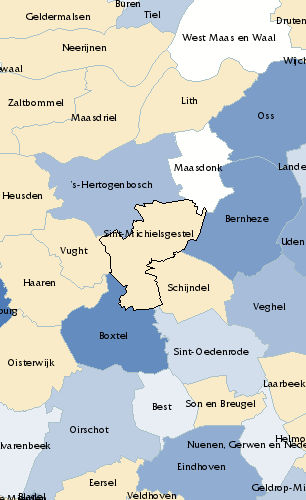 Buren
Tiel
Druten
Geldermalsen
West Maas en Waal
Neerijnen
Wijch
waal
Zaltbommel
Lith
Oss
Maasdriel
Maasdonk
Lande
's-Hertogenbosch
Heusden
Bernheze
Sint-Michielsgestel
Uden
Vught
Haaren
Schijndel
Veghel
burg
Boxtel
Sint-Oedenrode
Oisterwijk
Laarbeek
Best
Son en Breugel
Oirschot
Helmo
lvarenbeek
Nuenen, Gerwen en Nede
Eindhoven
Eersel
Geldrop-Mi
Bladel
Veldhoven